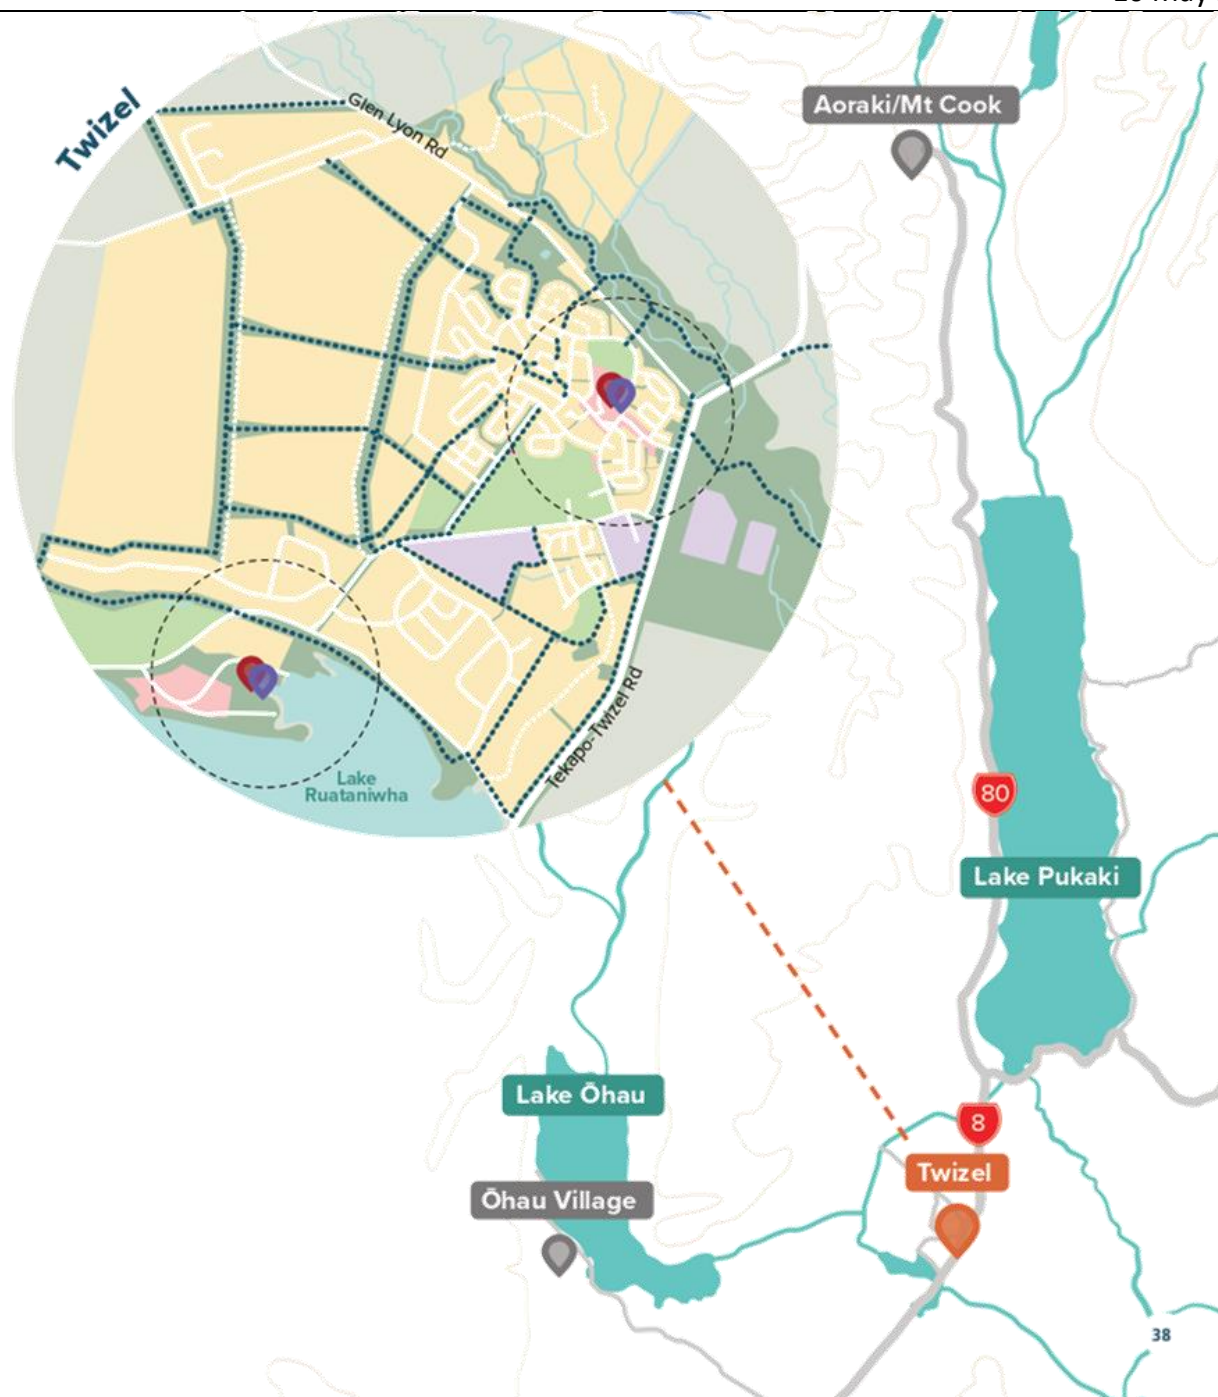 Twizel
Glen Lyon Rd
Aoraki/Mt Cook
Tekapo-Twizel Rd
Lake
Ruataniwha
80
Lake Pukaki
Lake Ōhau
8
Twizel
Ōhau Village
38